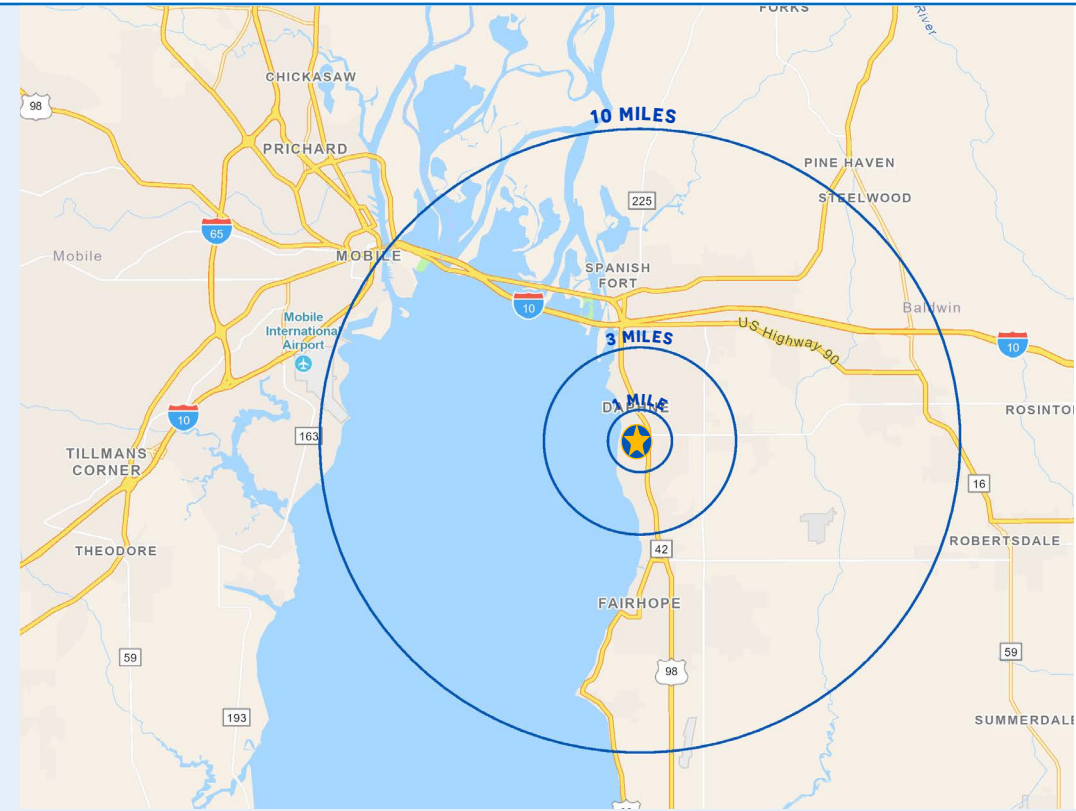 FORKS
River
CHICKASAW
98
10 MILES
PRICHARD
PINE HAVEN
225
STEELWOOD
65
Mobile
MOBILE
SPANISH
FORT
10
Baldwin
Mobile
International
Airport
US Highway 90
3 MILES
10
1 MILE
DAPHNE
ROSINTO
10
163
TILLMANS
CORNER
16
THEODORE
42
ROBERTSDALE
FAIRHOPE
59
59
98
193
SUMMERDALE